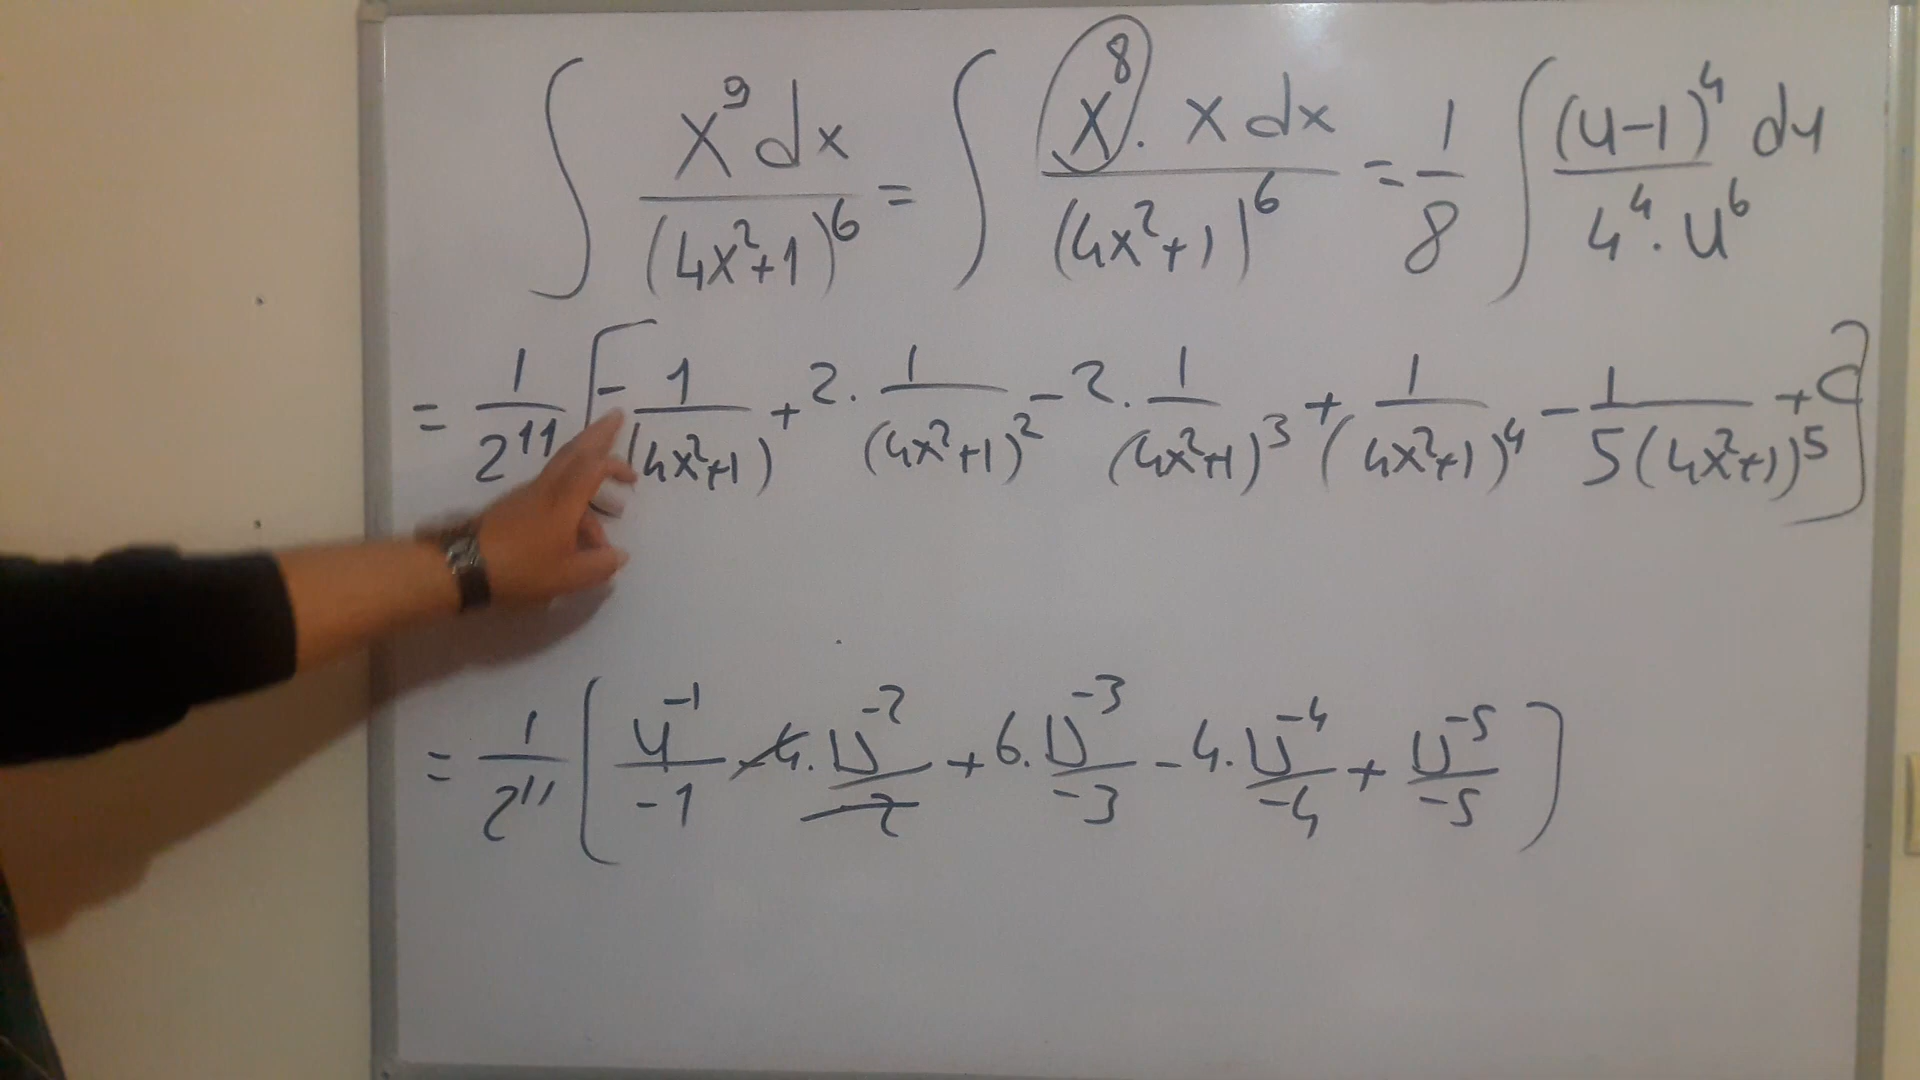 ∫ x⁹ dx / (4x²+1)⁶ = ∫ x⁸ · x dx / (4x²+1)⁶ = 1/8 ∫ (u-1)⁴ du / 4⁴ · u⁶
= 1/2¹¹ [ - 1/(4x²+1) + 2 · 1/(4x²+1)² - 2 · 1/(4x²+1)³ + 1/(4x²+1)⁴ - 1/5(4x²+1)⁵ + C ]
= 1/2¹¹ ( u⁻¹/-1 - 4 · u⁻²/-2 + 6 · u⁻³/-3 - 4 · u⁻⁴/-4 + u⁻⁵/-5 )